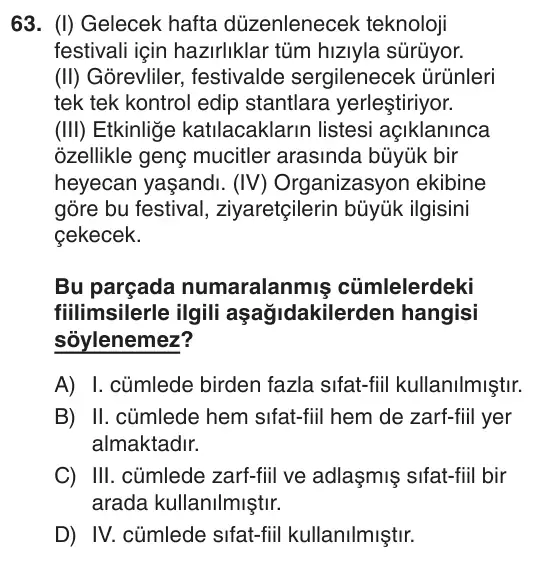 63. (I) Gelecek hafta düzenlenecek teknoloji
festivali için hazırlıklar tüm hızıyla sürüyor.
(II) Görevliler, festivalde sergilenecek ürünleri
tek tek kontrol edip stantlara yerleştiriyor.
(III) Etkinliğe katılacakların listesi açıklanınca
özellikle genç mucitler arasında büyük bir
heyecan yaşandı. (IV) Organizasyon ekibine
göre bu festival, ziyaretçilerin büyük ilgisini
çekecek.
Bu parçada numaralanmış cümlelerdeki
fiilimsilerle ilgili aşağıdakilerden hangisi
söylenemez?
A) I. cümlede birden fazla sıfat-fiil kullanılmıştır.
B) II. cümlede hem sıfat-fiil hem de zarf-fiil yer
almaktadır.
C) III. cümlede zarf-fiil ve adlaşmış sıfat-fiil bir
arada kullanılmıştır.
D) IV. cümlede sıfat-fiil kullanılmıştır.